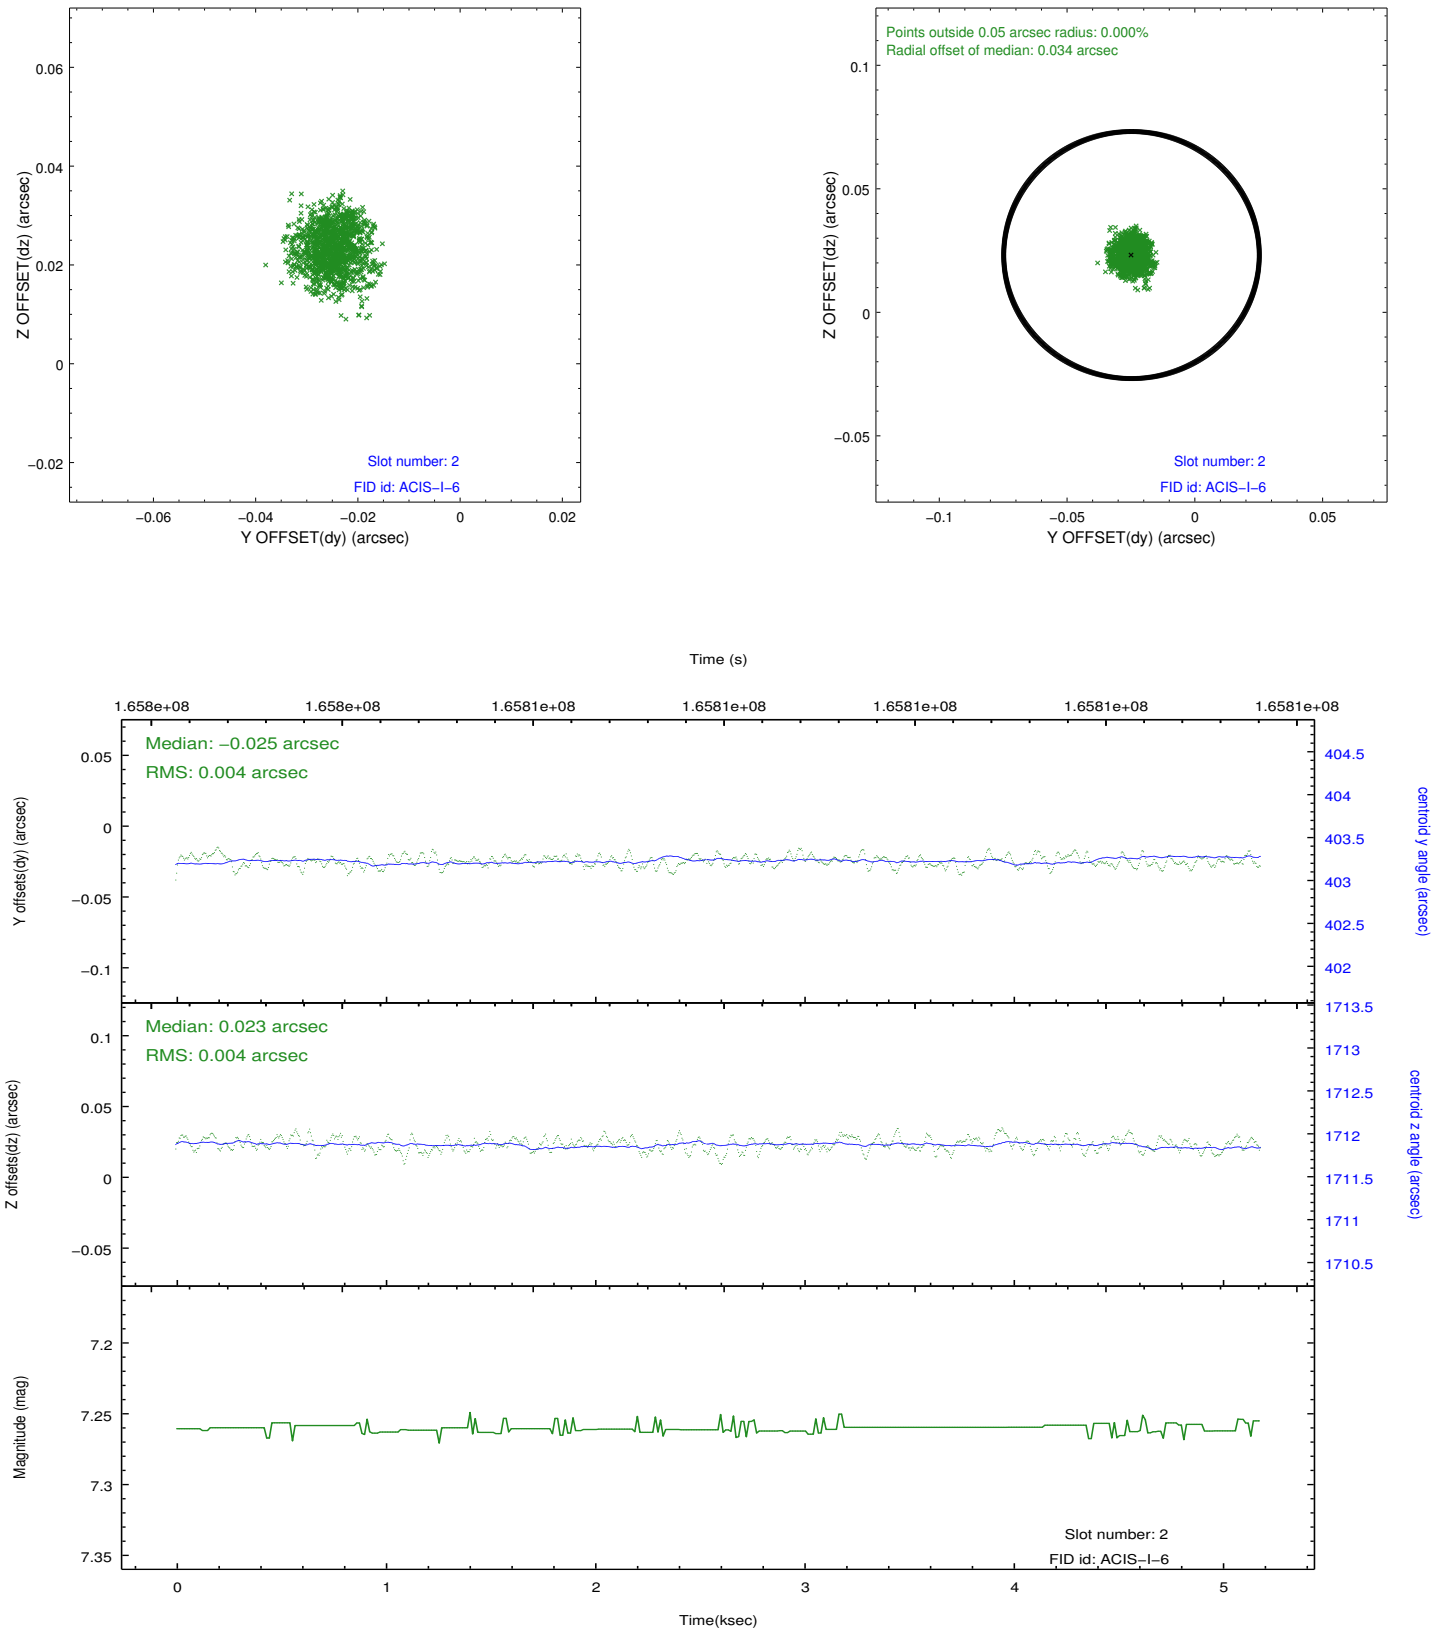 0.06
0.04
0.02
0
−0.02
Z OFFSET(dz) (arcsec)
Slot number: 2
FID id: ACIS−I−6
−0.06 −0.04 −0.02 0 0.02
Y OFFSET(dy) (arcsec)
Points outside 0.05 arcsec radius: 0.000%
Radial offset of median: 0.034 arcsec
0.1
0.05
0
−0.05
Z OFFSET(dz) (arcsec)
Slot number: 2
FID id: ACIS−I−6
−0.1 −0.05 0 0.05
Y OFFSET(dy) (arcsec)
Time (s)
1.658e+08 1.658e+08 1.6581e+08 1.6581e+08 1.6581e+08 1.6581e+08 1.6581e+08
Median: −0.025 arcsec
RMS: 0.004 arcsec
0.05
0
−0.05
−0.1
Y offsets(dy) (arcsec)
404.5
404
403.5
403
402.5
402
centroid y angle (arcsec)
Median: 0.023 arcsec
RMS: 0.004 arcsec
0.1
0.05
0
−0.05
Z offsets(dz) (arcsec)
1713.5
1713
1712.5
1712
1711.5
1711
1710.5
centroid z angle (arcsec)
7.2
7.25
7.3
7.35
Magnitude (mag)
Slot number: 2
FID id: ACIS−I−6
0 1 2 3 4 5
Time(ksec)